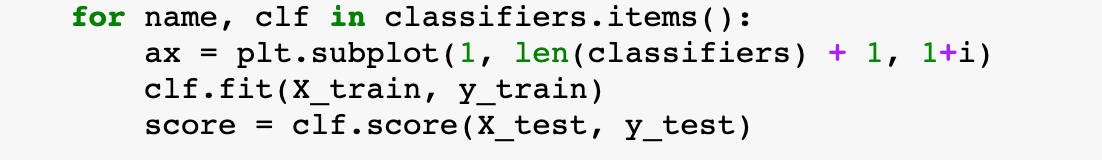 for name, clf in classifiers.items():
    ax = plt.subplot(1, len(classifiers) + 1, 1+i)
    clf.fit(X_train, y_train)
    score = clf.score(X_test, y_test)